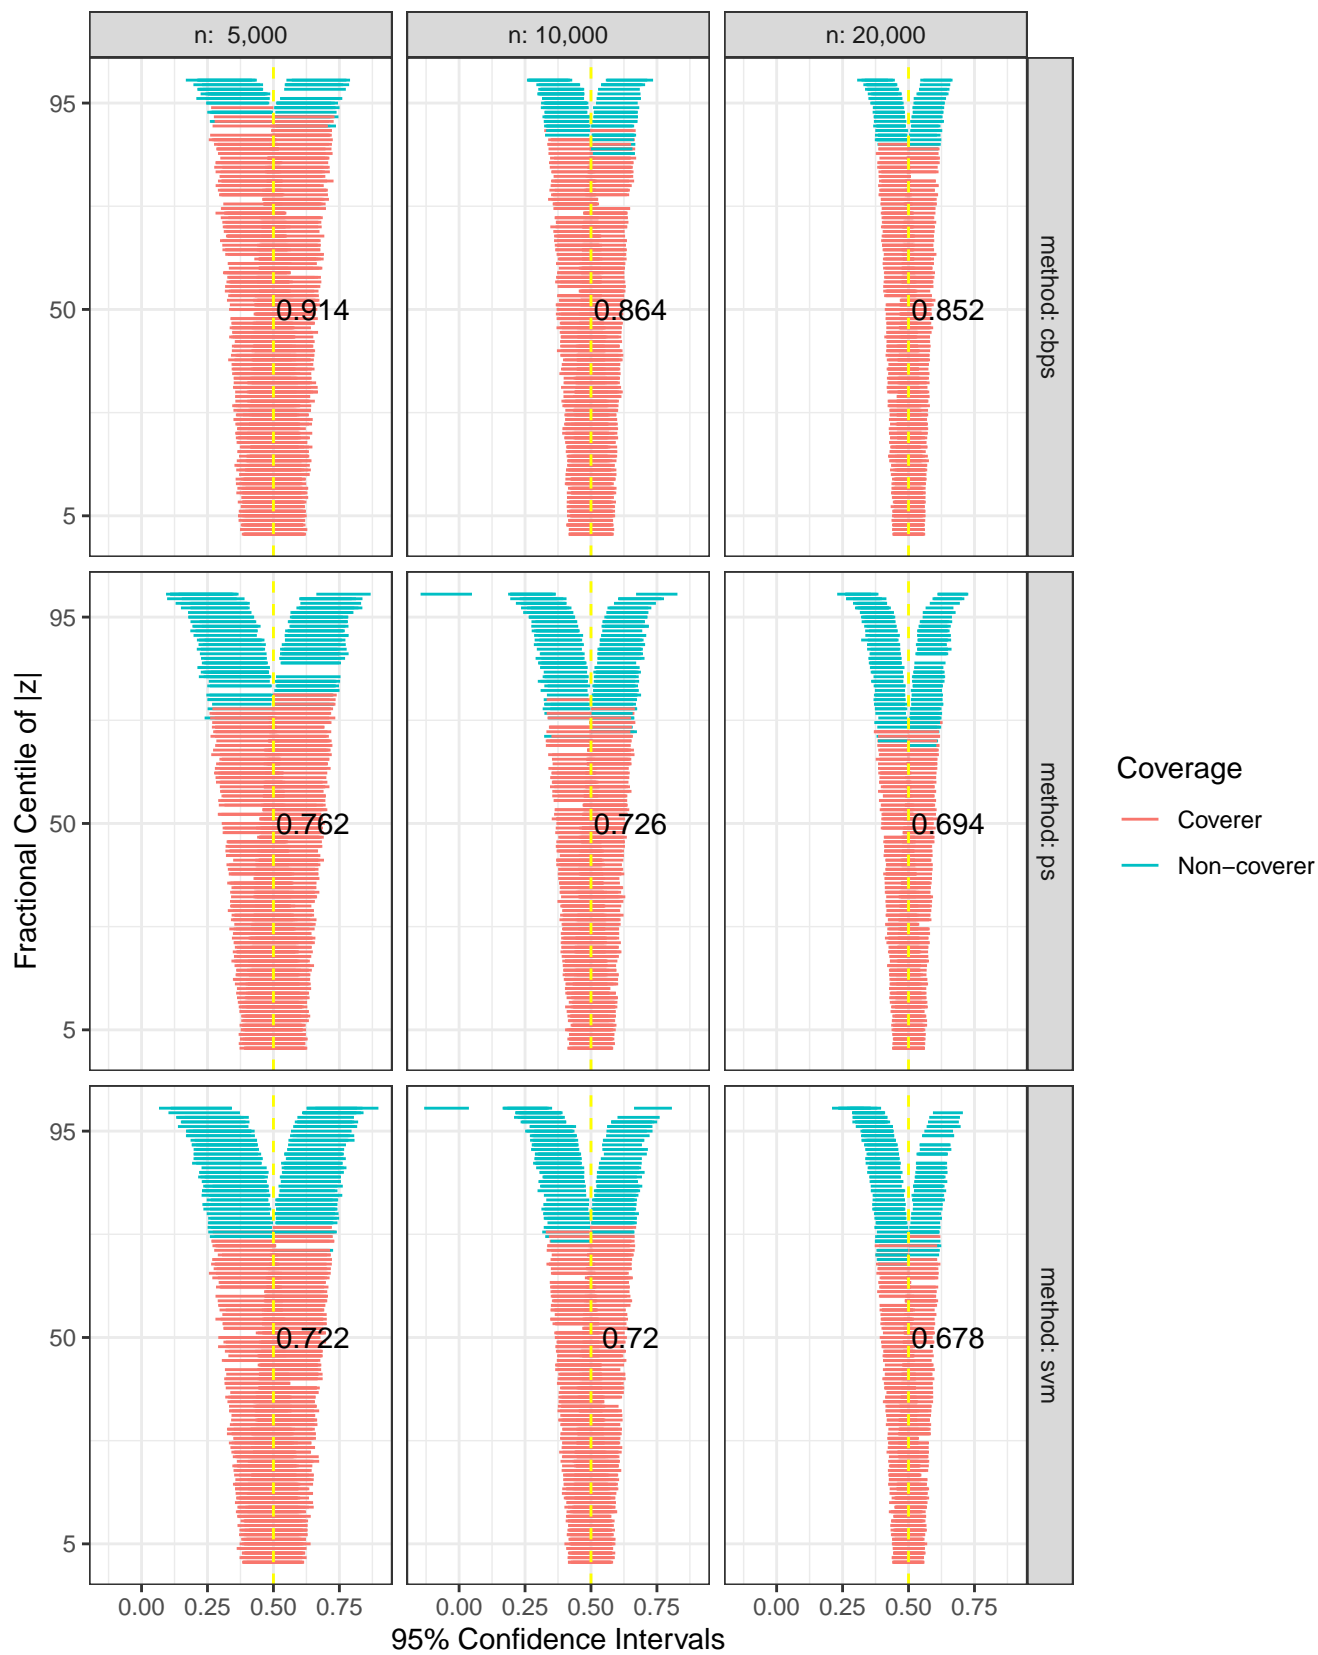 n: 5,000
n: 10,000
n: 20,000
95
50
5
0.914
0.864
0.852
method: cbps
95
50
5
0.762
0.726
0.694
method: ps
95
50
5
0.722
0.72
0.678
method: svm
0.00 0.25 0.50 0.75
0.00 0.25 0.50 0.75
0.00 0.25 0.50 0.75
95% Confidence Intervals
Fractional Centile of |z|
Coverage
Coverer
Non−coverer